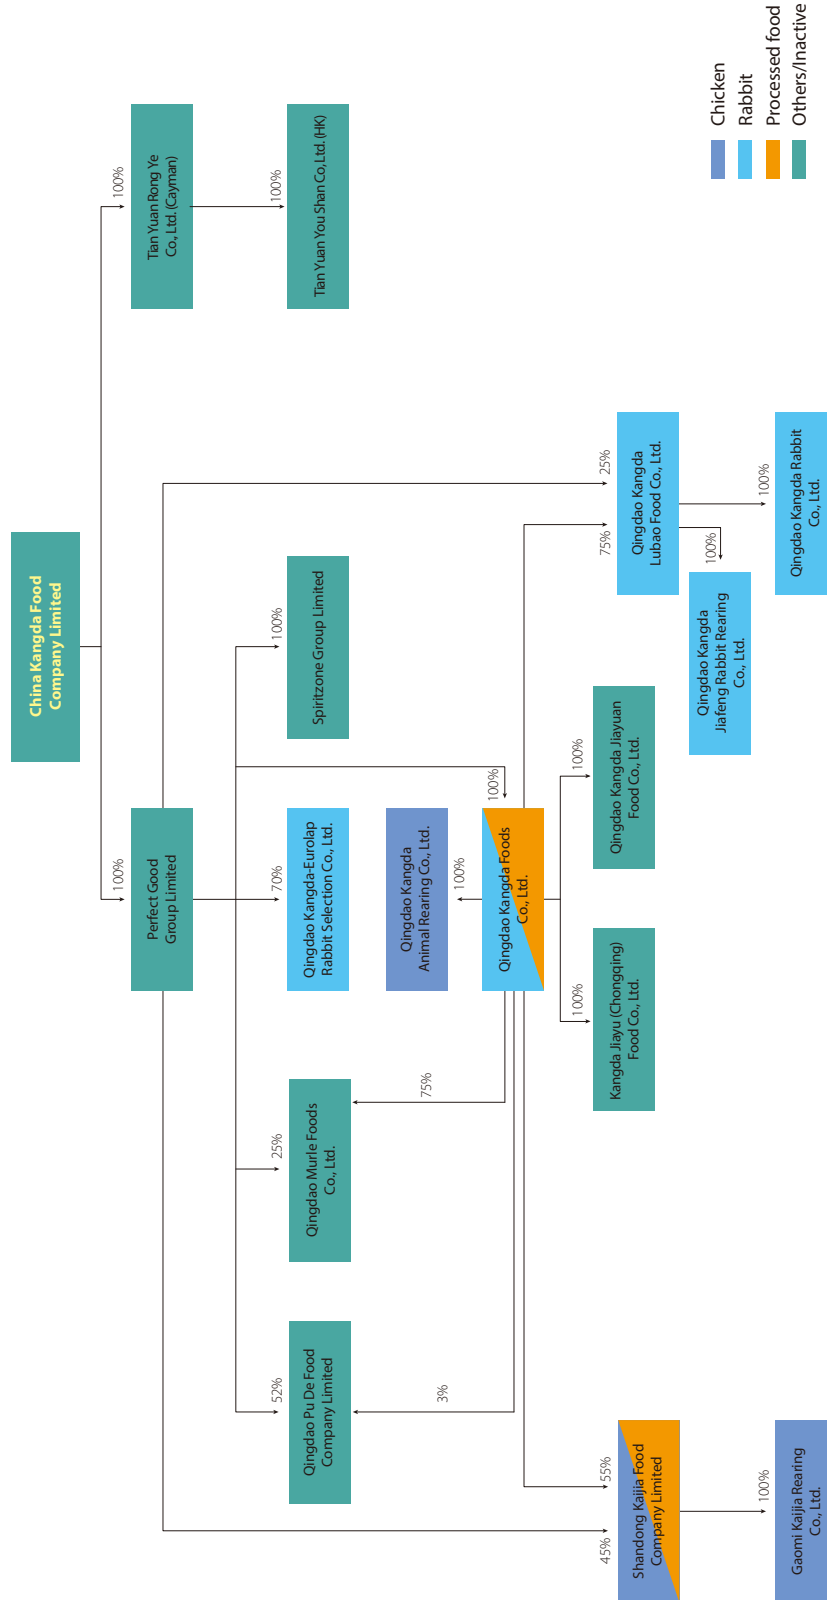 China Kangda Food
Company Limited
100%
100%
Perfect Good
Group Limited
Tian Yuan Rong Ye
Co., Ltd. (Cayman)
52%
25%
70%
100%
100%
Qingdao Pu De Food
Company Limited
Qingdao Murle Foods
Co., Ltd.
Qingdao Kangda-Eurolap
Rabbit Selection Co., Ltd.
Spiritzone Group Limited
Tian Yuan You Shan Co, Ltd. (HK)
Qingdao Kangda
Animal Rearing Co., Ltd.
3%
75%
100%
100%
Qingdao Kangda Foods
Co., Ltd.
45%
55%
100%
100%
75%
25%
Shandong Kaijia Food
Company Limited
Kangda Jiayu (Chongqing)
Food Co., Ltd.
Qingdao Kangda Jiayuan
Food Co., Ltd.
Qingdao Kangda
Lubao Food Co., Ltd.
100%
100%
100%
Qingdao Kangda
Jiafeng Rabbit Rearing
Co., Ltd.
Gaomi Kaijia Rearing
Co., Ltd.
Qingdao Kangda Rabbit
Co., Ltd.
Chicken
Rabbit
Processed food
Others/Inactive